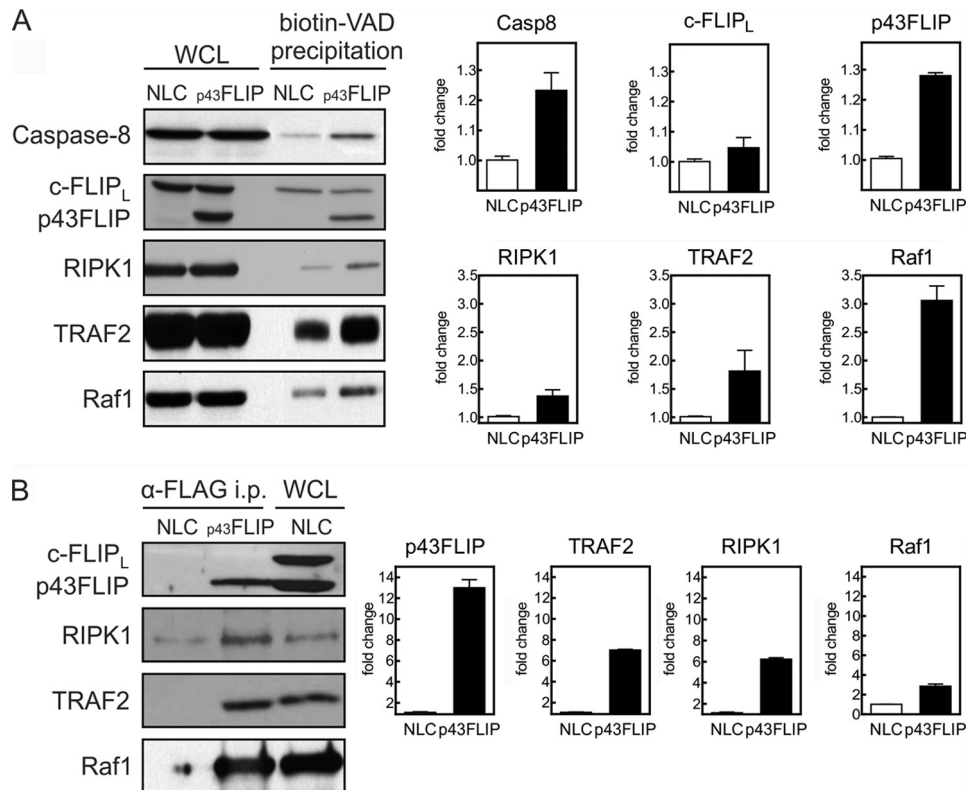 A
WCL
biotin-VAD
precipitation
NLC p43FLIP NLC p43FLIP
Caspase-8
c-FLIPL
p43FLIP
RIPK1
TRAF2
Raf1
Casp8
fold change
1.3
1.2
1.1
1.0
NLC p43FLIP
c-FLIPL
fold change
1.3
1.2
1.1
1.0
NLC p43FLIP
p43FLIP
fold change
1.3
1.2
1.1
1.0
NLC p43FLIP
RIPK1
fold change
3.5
3.0
2.5
2.0
1.5
1.0
NLC p43FLIP
TRAF2
fold change
3.5
3.0
2.5
2.0
1.5
1.0
NLC p43FLIP
Raf1
fold change
3.5
3.0
2.5
2.0
1.5
1.0
NLC p43FLIP
B
α-FLAG i.p. WCL
NLC p43FLIP NLC
c-FLIPL
p43FLIP
RIPK1
TRAF2
Raf1
p43FLIP
fold change
14
12
10
8
6
4
2
NLC p43FLIP
TRAF2
fold change
14
12
10
8
6
4
2
NLC p43FLIP
RIPK1
fold change
14
12
10
8
6
4
2
NLC p43FLIP
Raf1
fold change
14
12
10
8
6
4
2
0
NLC p43FLIP